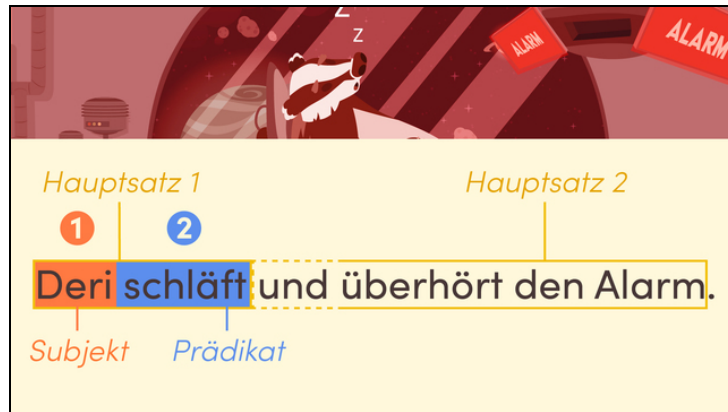 Z
z
ALARM
ALARM
Hauptsatz 1
Hauptsatz 2
1
2
Deri schläft und überhört den Alarm.
Subjekt
Prädikat